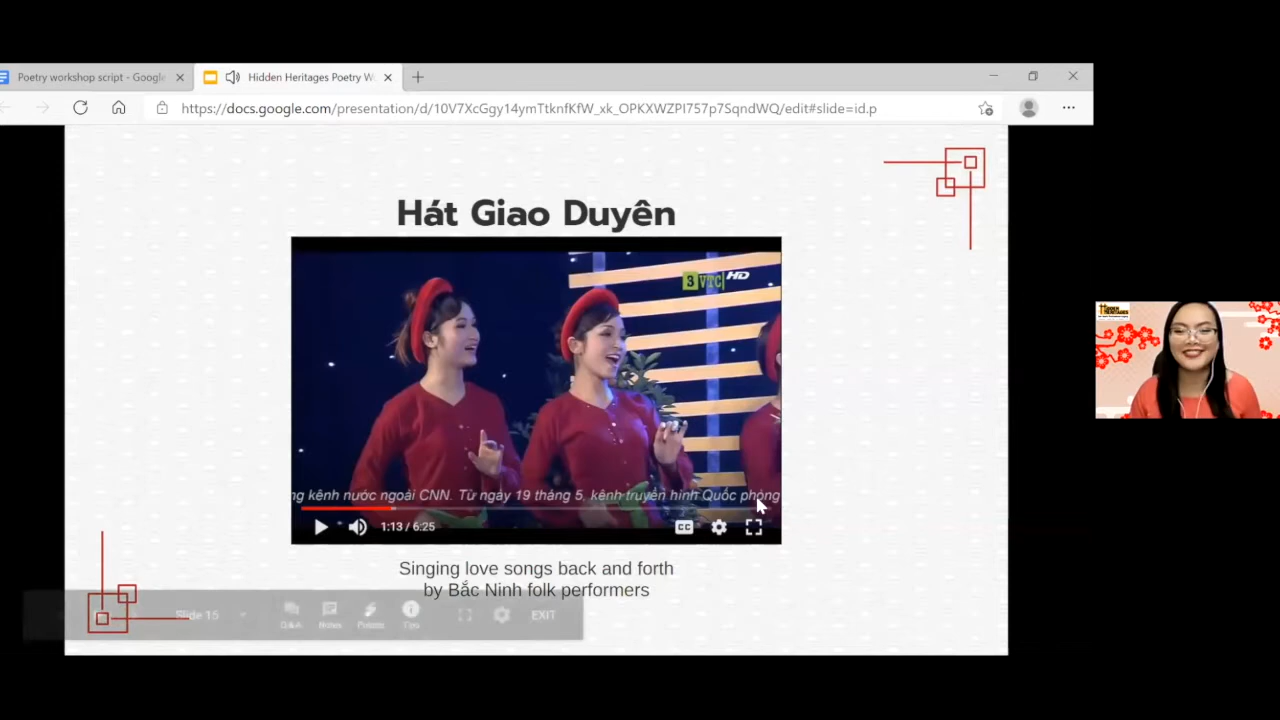 Poetry workshop script - Google
Hidden Heritages Poetry W
https://docs.google.com/presentation/d/10V7XcGgy14ymTtknfKfW_xk_OPKXWZPI757p7SqndWQ/edit#slide=id.p
Hát Giao Duyên
3 VTC HD
ng kênh nước ngoài CNN. Từ ngày 19 tháng 5, kênh truyền hình Quốc phòng
1:13 / 6:25
CC
Singing love songs back and forth
by Bắc Ninh folk performers
Slide 15
Q&A Notes Pointer Tips EXIT
HIDDEN
HERITAGES